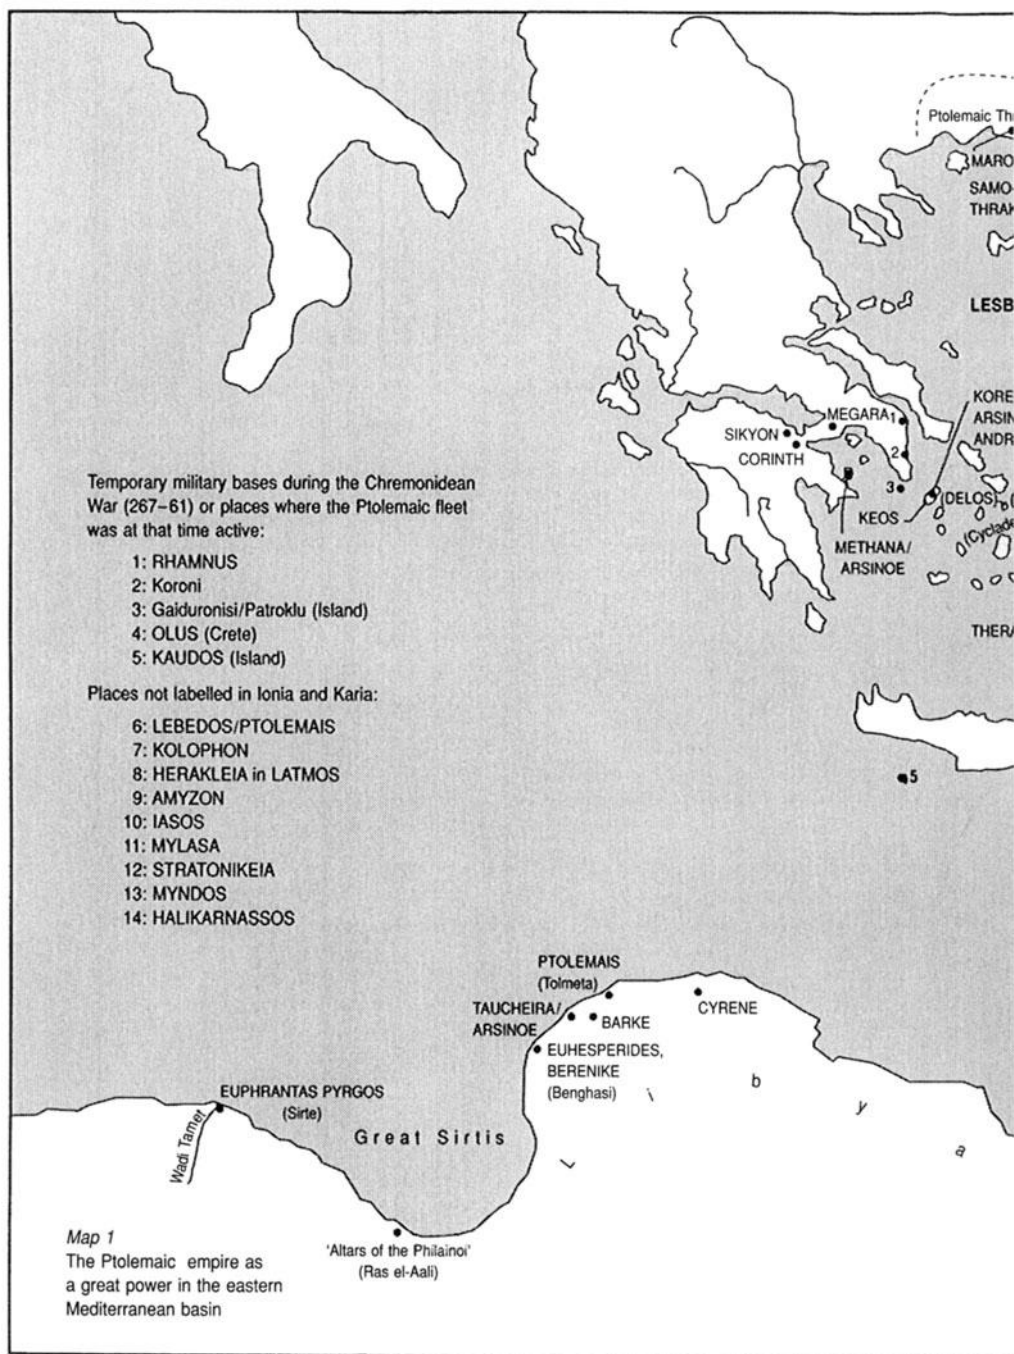 Ptolemaic Thr
MARO
SAMO-
THRAK
LESB
KORE
ARSIN
ANDR
MEGARA
1
SIKYON
CORINTH
2
3
(DELOS)
KEOS
(Cyclade
METHANA/
ARSINOE
THERA
5
Temporary military bases during the Chremonidean
War (267–61) or places where the Ptolemaic fleet
was at that time active:
1: RHAMNUS
2: Koroni
3: Gaiduronisi/Patroklu (Island)
4: OLUS (Crete)
5: KAUDOS (Island)
Places not labelled in Ionia and Karia:
6: LEBEDOS/PTOLEMAIS
7: KOLOPHON
8: HERAKLEIA in LATMOS
9: AMYZON
10: IASOS
11: MYLASA
12: STRATONIKEIA
13: MYNDOS
14: HALIKARNASSOS
PTOLEMAIS
(Tolmeta)
TAUCHEIRA/
ARSINOE
BARKE
CYRENE
EUHESPERIDES,
BERENIKE
(Benghasi)
Libya
EUPHRANTAS PYRGOS
(Sirte)
Wadi Tamet
Great Sirtis
'Altars of the Philainoi'
(Ras el-Aali)
Map 1
The Ptolemaic empire as
a great power in the eastern
Mediterranean basin